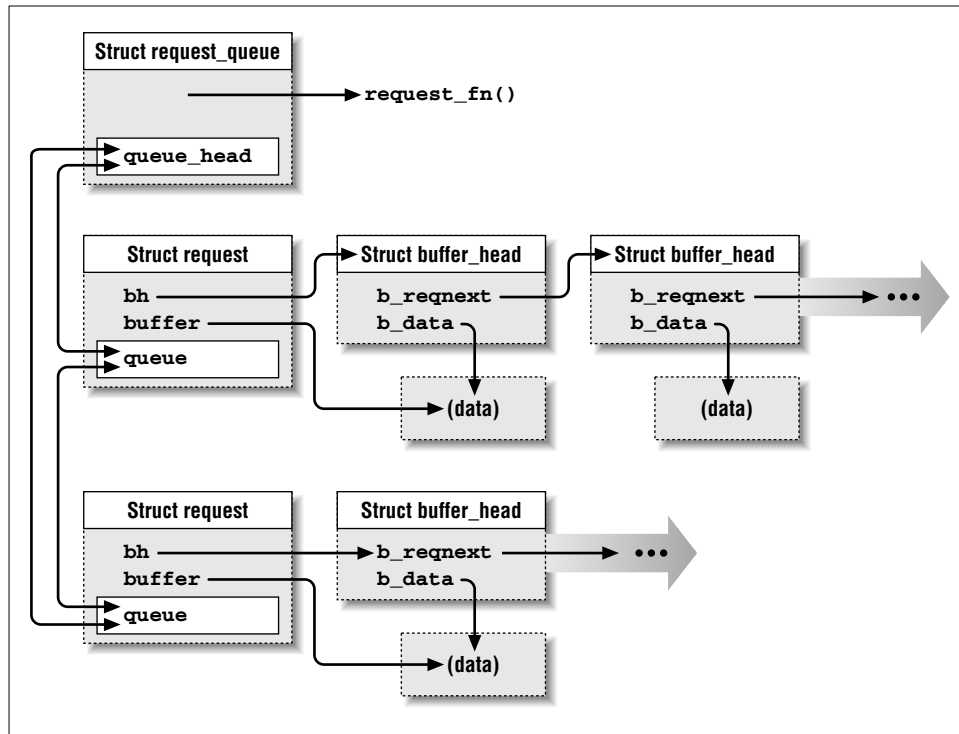 Struct request_queue
request_fn()
queue_head
Struct request
Struct buffer_head
Struct buffer_head
bh
b_reqnext
b_reqnext
•••
buffer
b_data
b_data
queue
(data)
(data)
Struct request
Struct buffer_head
bh
b_reqnext
•••
buffer
b_data
queue
(data)